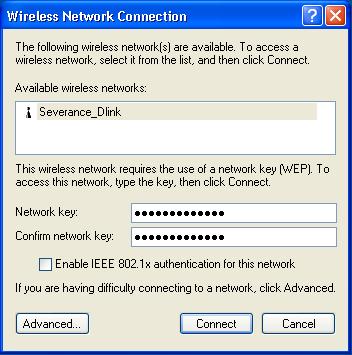 Wireless Network Connection
The following wireless network(s) are available. To access a
wireless network, select it from the list, and then click Connect.
Available wireless networks:
Severance_Dlink
This wireless network requires the use of a network key (WEP). To
access this network, type the key, then click Connect.
Network key: •••••••••••••
Confirm network key: •••••••••••••
Enable IEEE 802.1x authentication for this network
If you are having difficulty connecting to a network, click Advanced.
Advanced... Connect Cancel